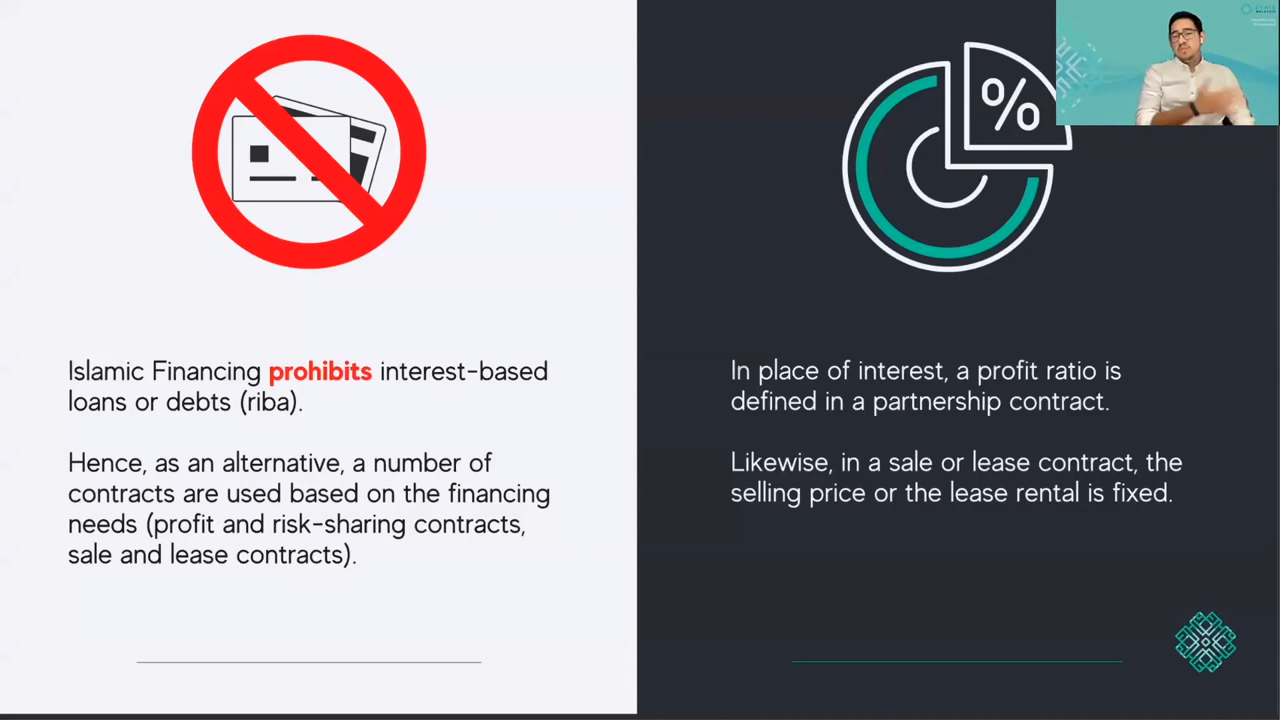 Islamic Financing prohibits interest-based
loans or debts (riba).
Hence, as an alternative, a number of
contracts are used based on the financing
needs (profit and risk-sharing contracts,
sale and lease contracts).
%
In place of interest, a profit ratio is
defined in a partnership contract.
Likewise, in a sale or lease contract, the
selling price or the lease rental is fixed.
ETHIS
MALAYSIA